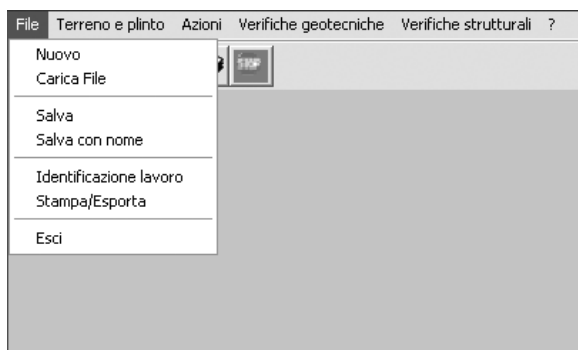 File Terreno e plinto Azioni Verifiche geotecniche Verifiche strutturali ?
Nuovo
Carica File
STOP
Salva
Salva con nome
Identificazione lavoro
Stampa/Esporta
Esci